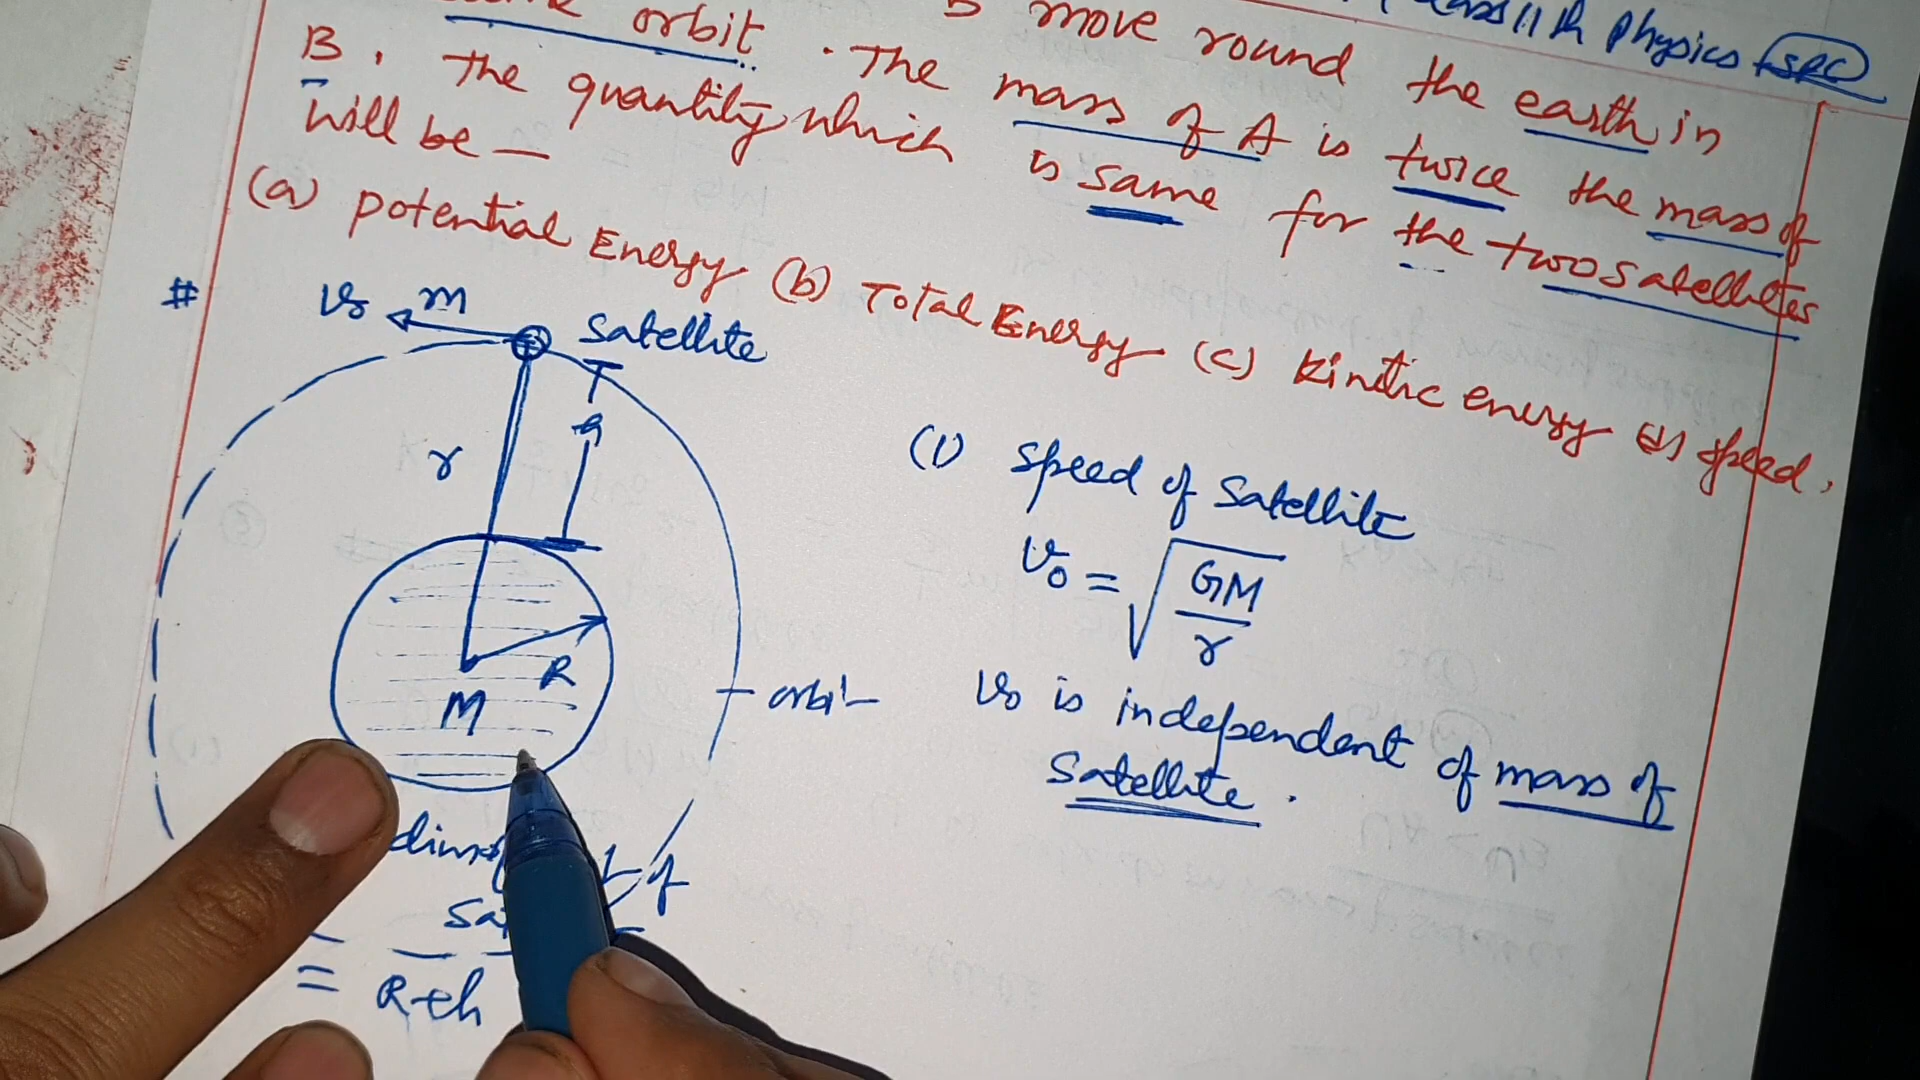 Class 11th Physics
orbit . The B move round the earth in
B . The mass of A is twice the mass of
The quantity which is same for the two satellites
will be —
(a) potential Energy (b) Total Energy (c) Kinetic energy (d) speed.
#
m
satellite
r
R
M
orbit
(1) speed of satellite
v₀ = √(GM/r)
v₀ is independent of mass of
satellite .
=